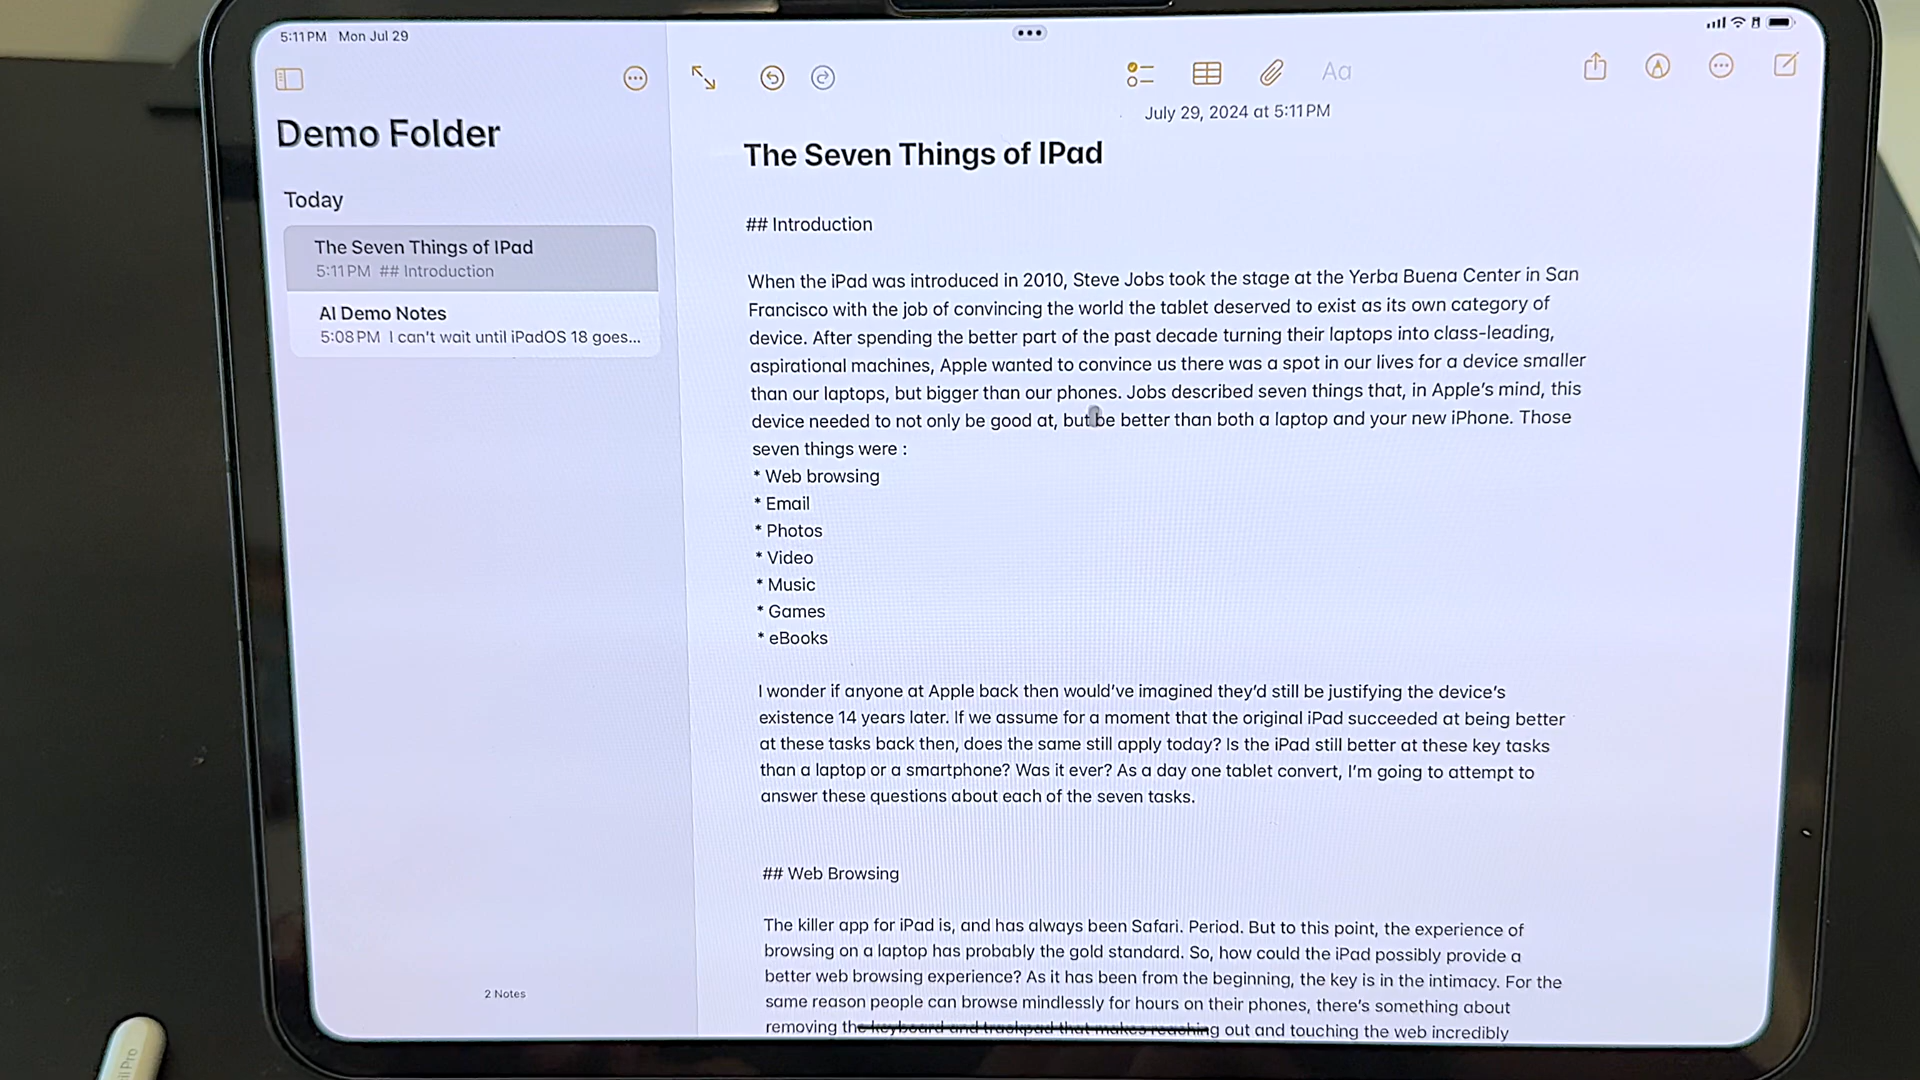 5:11 PM Mon Jul 29
Demo Folder
Today
The Seven Things of IPad
5:11 PM ## Introduction
AI Demo Notes
5:08 PM I can't wait until iPadOS 18 goes...
2 Notes
Aa
July 29, 2024 at 5:11 PM
The Seven Things of IPad
## Introduction
When the iPad was introduced in 2010, Steve Jobs took the stage at the Yerba Buena Center in San
Francisco with the job of convincing the world the tablet deserved to exist as its own category of
device. After spending the better part of the past decade turning their laptops into class-leading,
aspirational machines, Apple wanted to convince us there was a spot in our lives for a device smaller
than our laptops, but bigger than our phones. Jobs described seven things that, in Apple's mind, this
device needed to not only be good at, but be better than both a laptop and your new iPhone. Those
seven things were :
* Web browsing
* Email
* Photos
* Video
* Music
* Games
* eBooks
I wonder if anyone at Apple back then would've imagined they'd still be justifying the device's
existence 14 years later. If we assume for a moment that the original iPad succeeded at being better
at these tasks back then, does the same still apply today? Is the iPad still better at these key tasks
than a laptop or a smartphone? Was it ever? As a day one tablet convert, I'm going to attempt to
answer these questions about each of the seven tasks.
## Web Browsing
The killer app for iPad is, and has always been Safari. Period. But to this point, the experience of
browsing on a laptop has probably the gold standard. So, how could the iPad possibly provide a
better web browsing experience? As it has been from the beginning, the key is in the intimacy. For the
same reason people can browse mindlessly for hours on their phones, there's something about
removing the keyboard and trackpad that makes reaching out and touching the web incredibly
il Pro